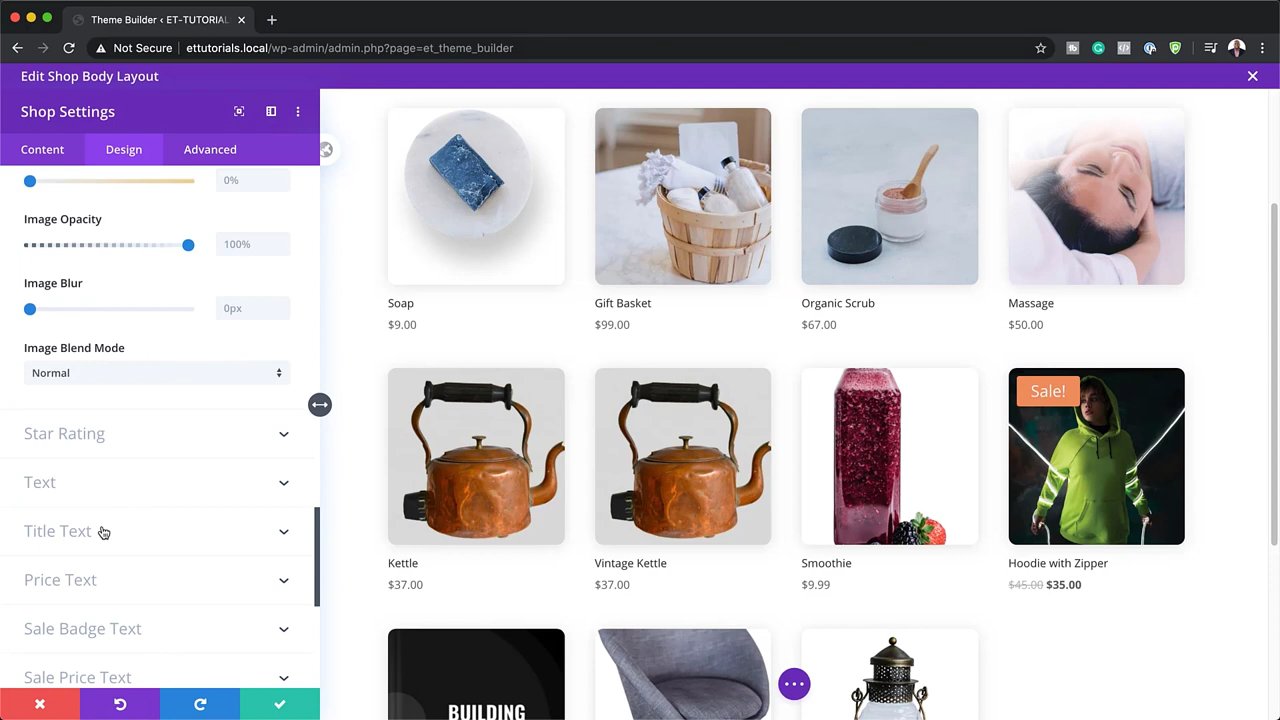 Theme Builder < ET-TUTORIAL
Not Secure
ettutorials.local/wp-admin/admin.php?page=et_theme_builder
Edit Shop Body Layout
Shop Settings
Content
Design
Advanced
0%
Image Opacity
100%
Image Blur
0px
Image Blend Mode
Normal
Star Rating
Text
Title Text
Price Text
Sale Badge Text
Sale Price Text
Soap
$9.00
Gift Basket
$99.00
Organic Scrub
$67.00
Massage
$50.00
Sale!
Kettle
$37.00
Vintage Kettle
$37.00
Smoothie
$9.99
Hoodie with Zipper
$45.00 $35.00
BUILDING